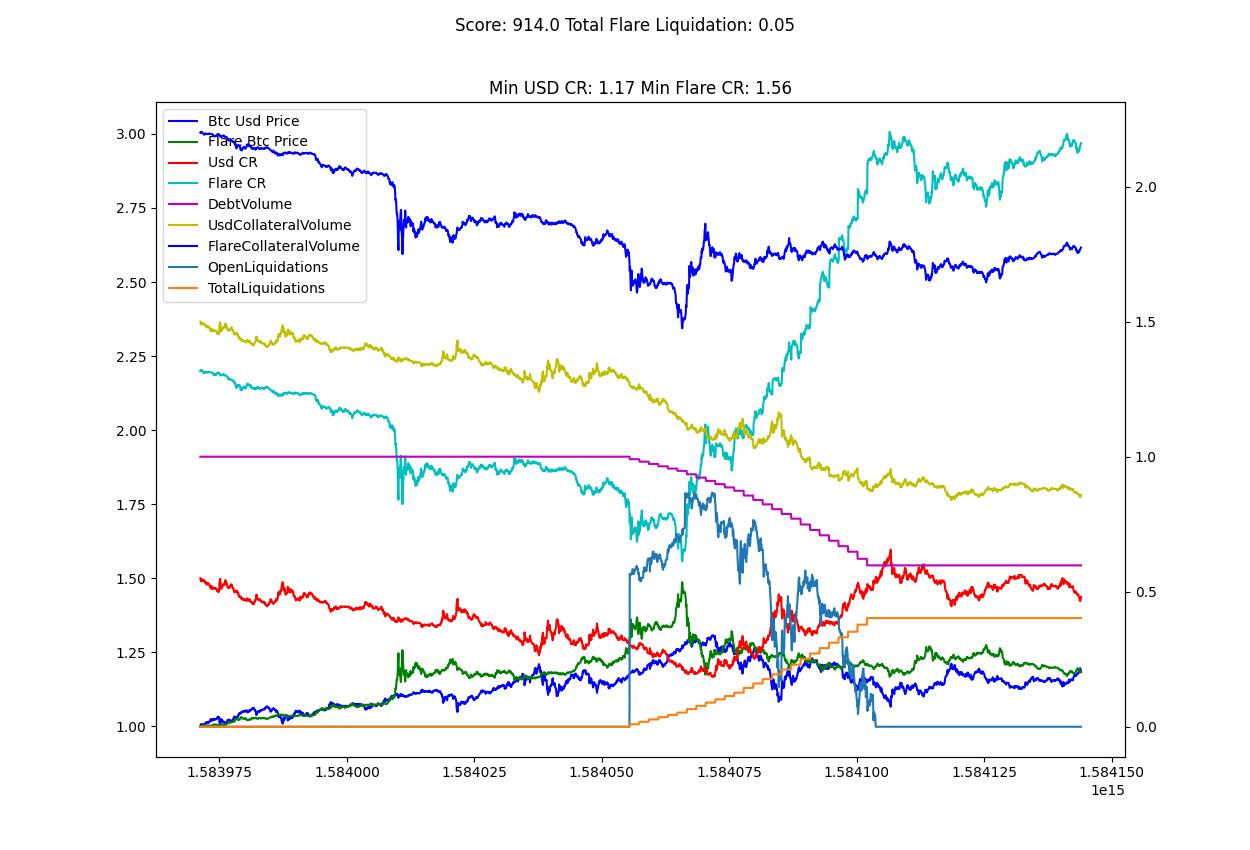 Score: 914.0 Total Flare Liquidation: 0.05
Min USD CR: 1.17 Min Flare CR: 1.56
Btc Usd Price
Flare Btc Price
Usd CR
Flare CR
DebtVolume
UsdCollateralVolume
FlareCollateralVolume
OpenLiquidations
TotalLiquidations
3.00
2.75
2.50
2.25
2.00
1.75
1.50
1.25
1.00
2.0
1.5
1.0
0.5
0.0
1.583975 1.584000 1.584025 1.584050 1.584075 1.584100 1.584125 1.584150
1e15